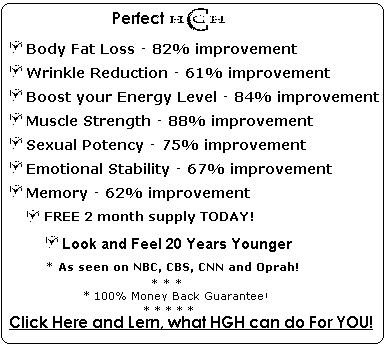 Perfect HGH
Body Fat Loss - 82% improvement
Wrinkle Reduction - 61% improvement
Boost your Energy Level - 84% improvement
Muscle Strength - 88% improvement
Sexual Potency - 75% improvement
Emotional Stability - 67% improvement
Memory - 62% improvement
FREE 2 month supply TODAY!
Look and Feel 20 Years Younger
* As seen on NBC, CBS, CNN and Oprah!
* * *
* 100% Money Back Guarantee!
* * * * *
Click Here and Lern, what HGH can do For YOU!